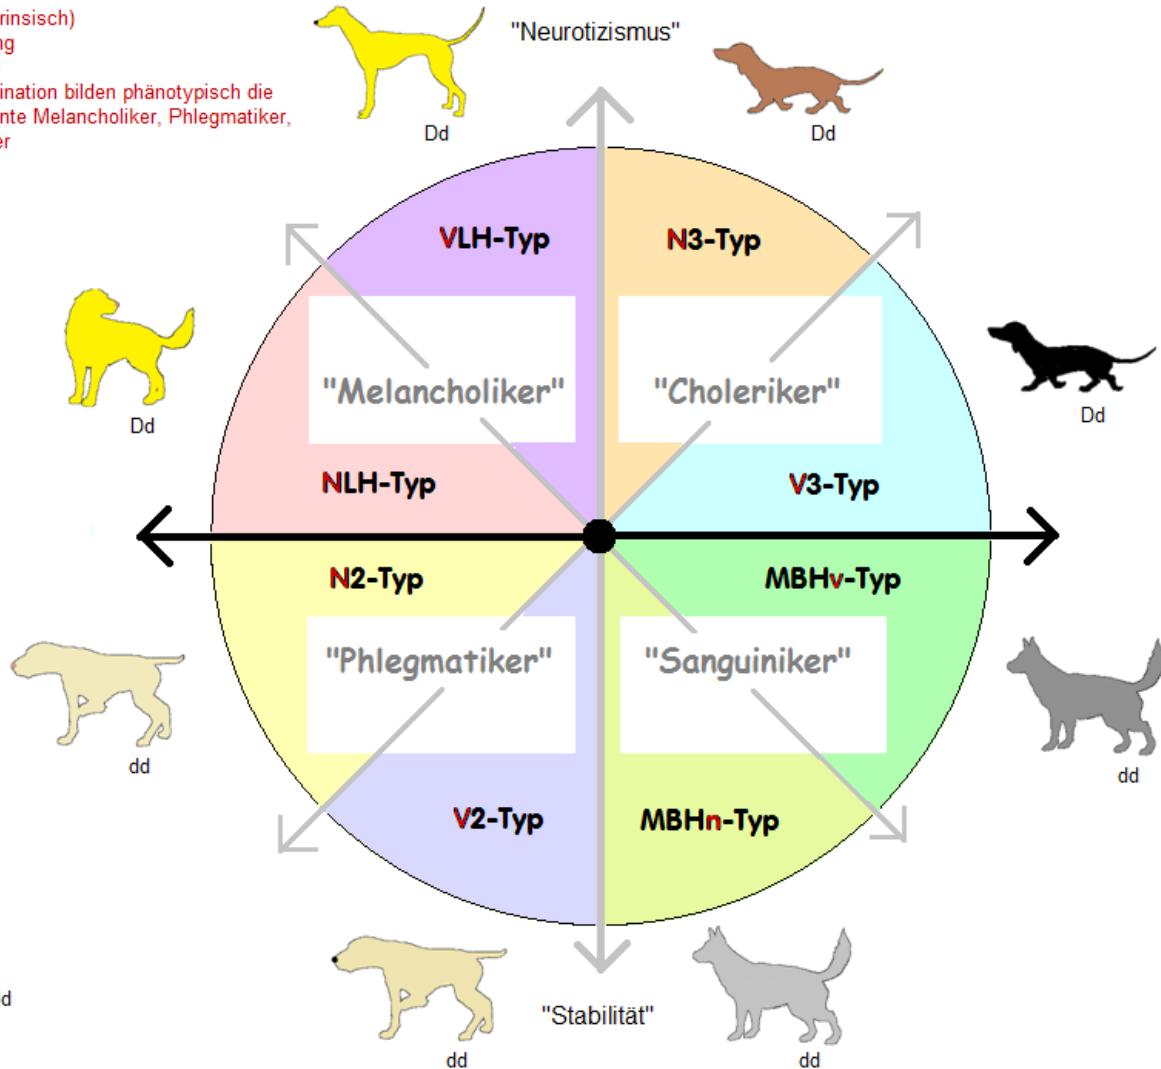 rinsisch)
ng
ination bilden phänotypisch die
nte Melancholiker, Phlegmatiker,
er
"Neurotizismus"
Dd
Dd
VLH-Typ
N3-Typ
Dd
"Melancholiker"
"Choleriker"
Dd
NLH-Typ
V3-Typ
N2-Typ
MBHv-Typ
"Phlegmatiker"
"Sanguiniker"
dd
dd
V2-Typ
MBHn-Typ
d
"Stabilität"
dd
dd